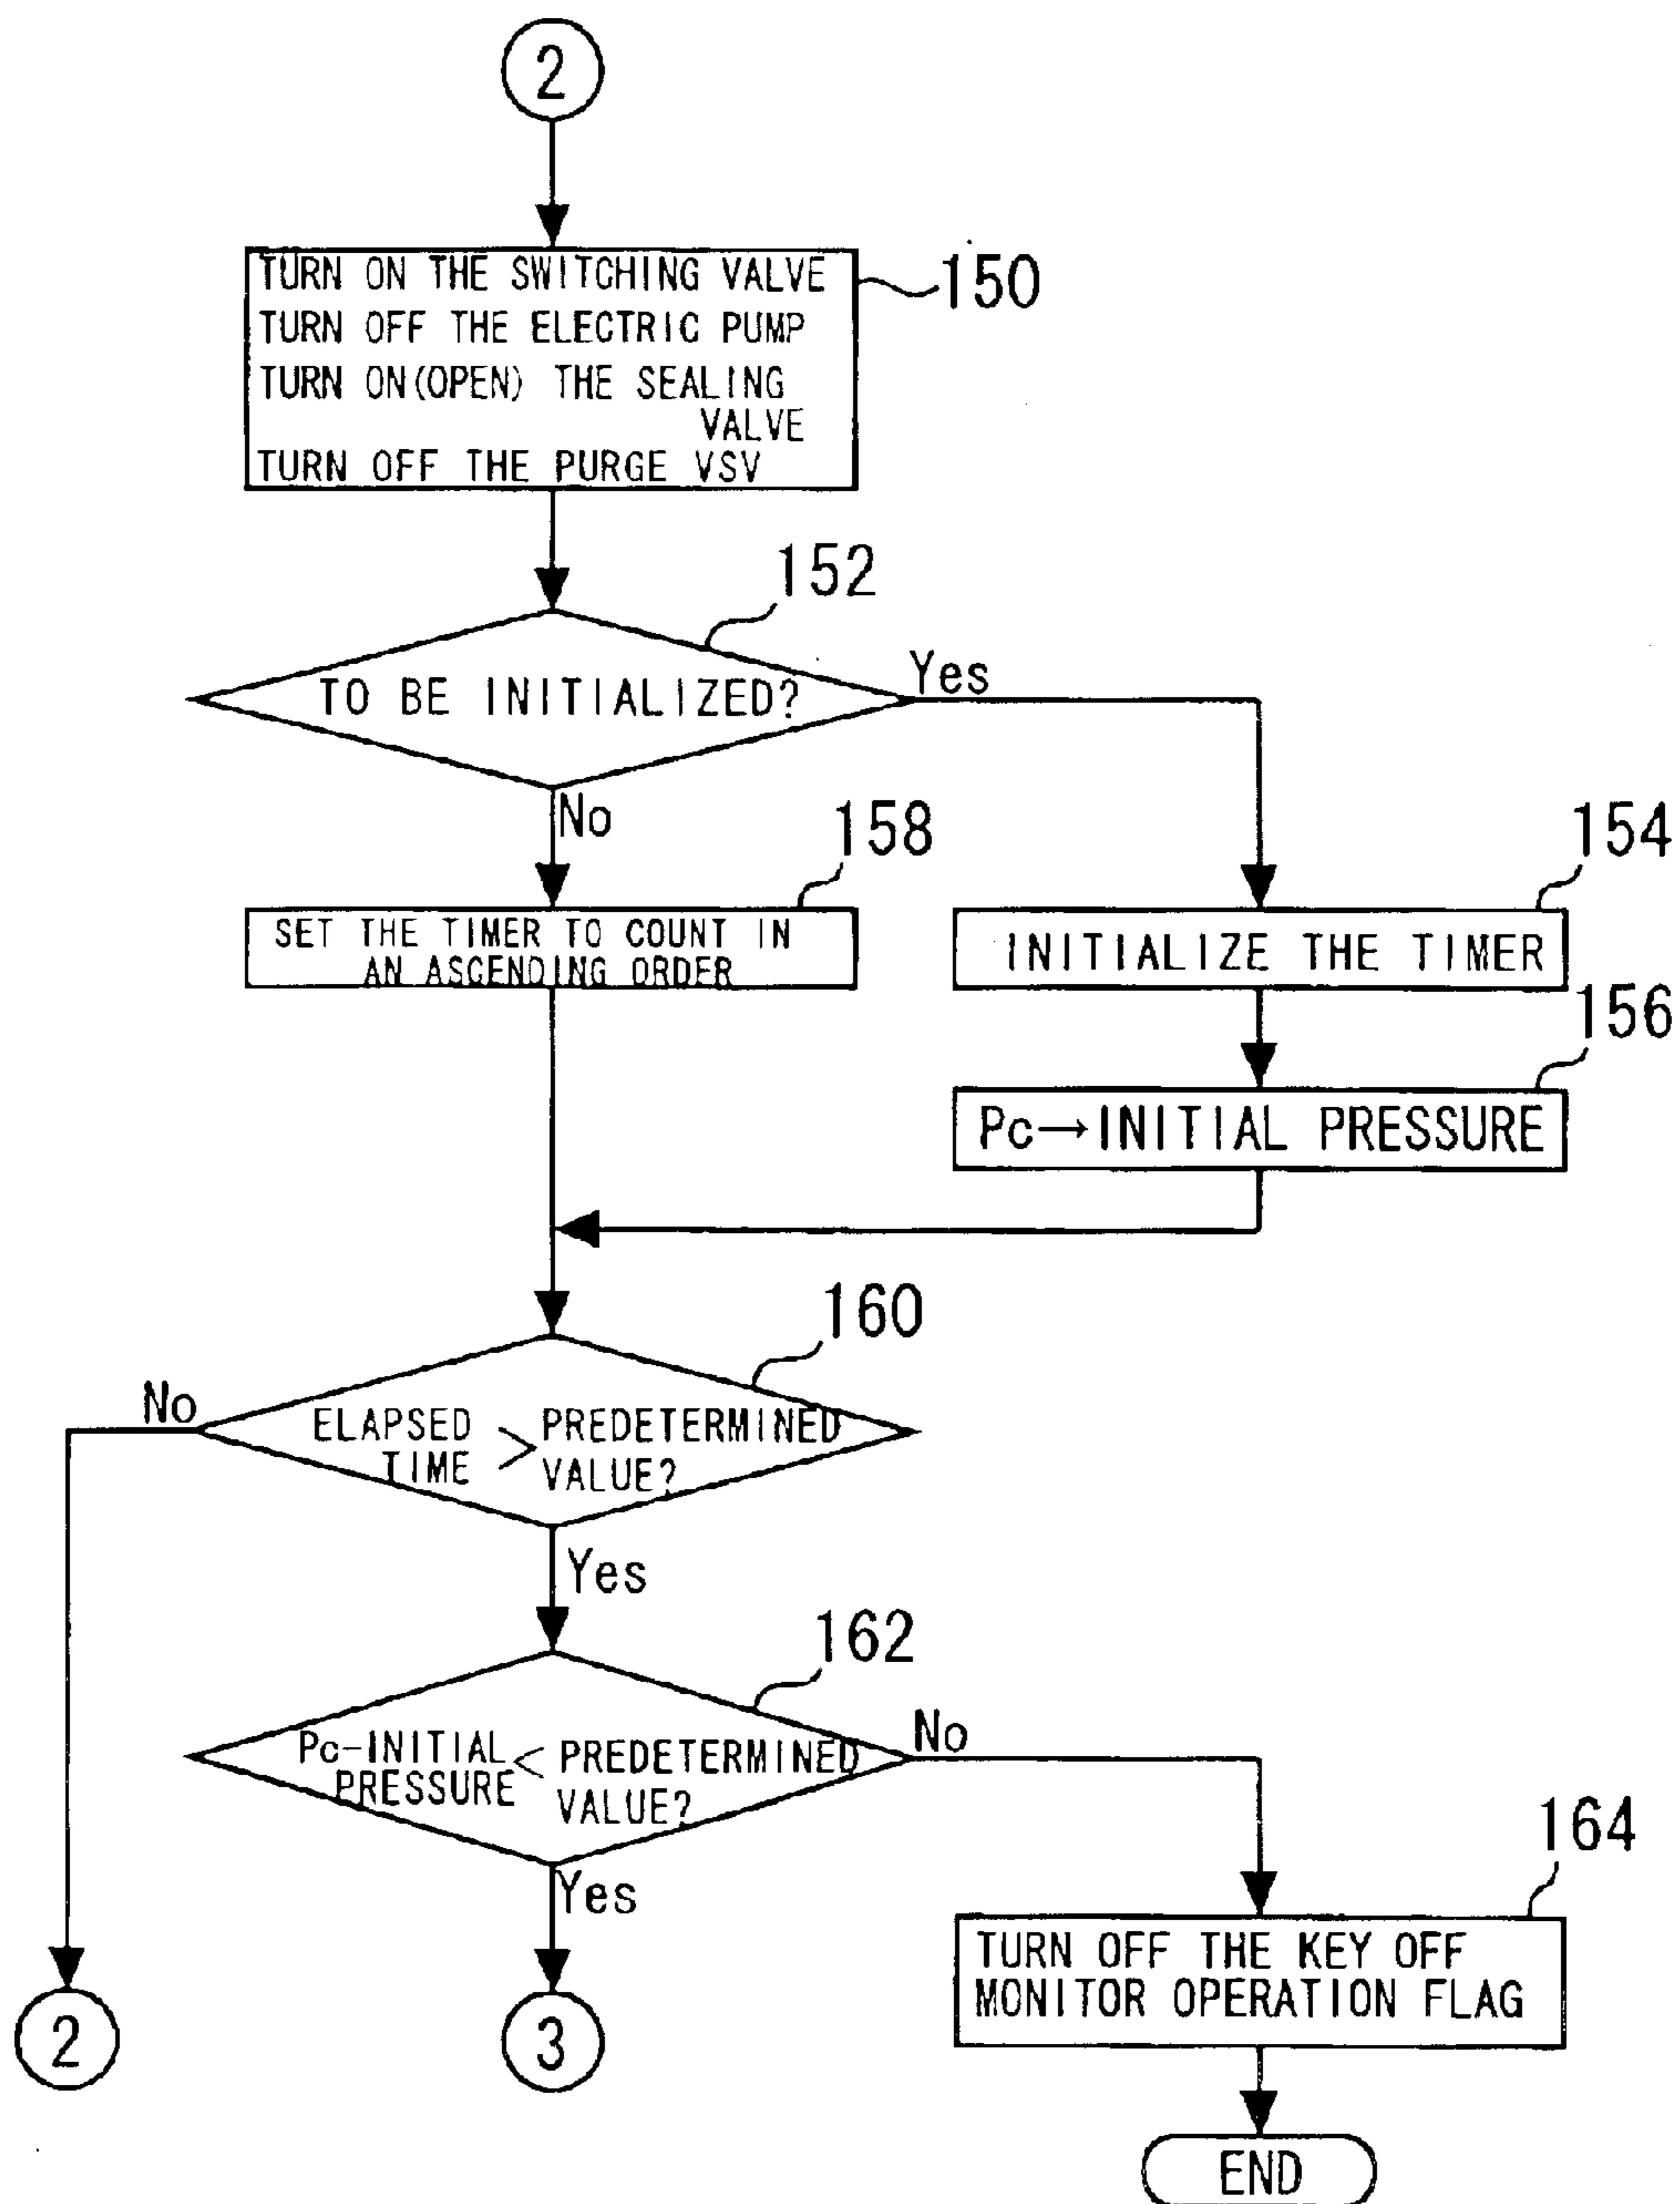 2
TURN ON THE SWITCHING VALVE
TURN OFF THE ELECTRIC PUMP
TURN ON(OPEN) THE SEALING
VALVE
TURN OFF THE PURGE VSV
150
152
TO BE INITIALIZED?
Yes
No
158
SET THE TIMER TO COUNT IN
AN ASCENDING ORDER
154
INITIALIZE THE TIMER
156
Pc→INITIAL PRESSURE
160
No
ELAPSED
TIME
>
PREDETERMINED
VALUE?
Yes
162
Pc-INITIAL
PRESSURE
<
PREDETERMINED
VALUE?
No
Yes
164
TURN OFF THE KEY OFF
MONITOR OPERATION FLAG
2
3
END